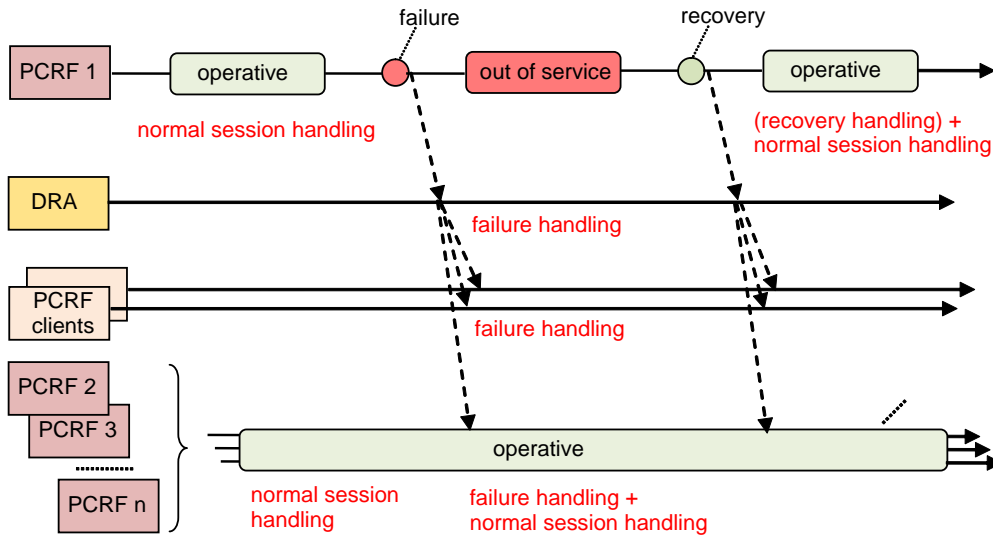 failure
recovery
PCRF 1
operative
out of service
operative
normal session handling
(recovery handling) +
normal session handling
DRA
failure handling
PCRF
clients
failure handling
PCRF 2
PCRF 3
PCRF n
operative
normal session
handling
failure handling +
normal session handling